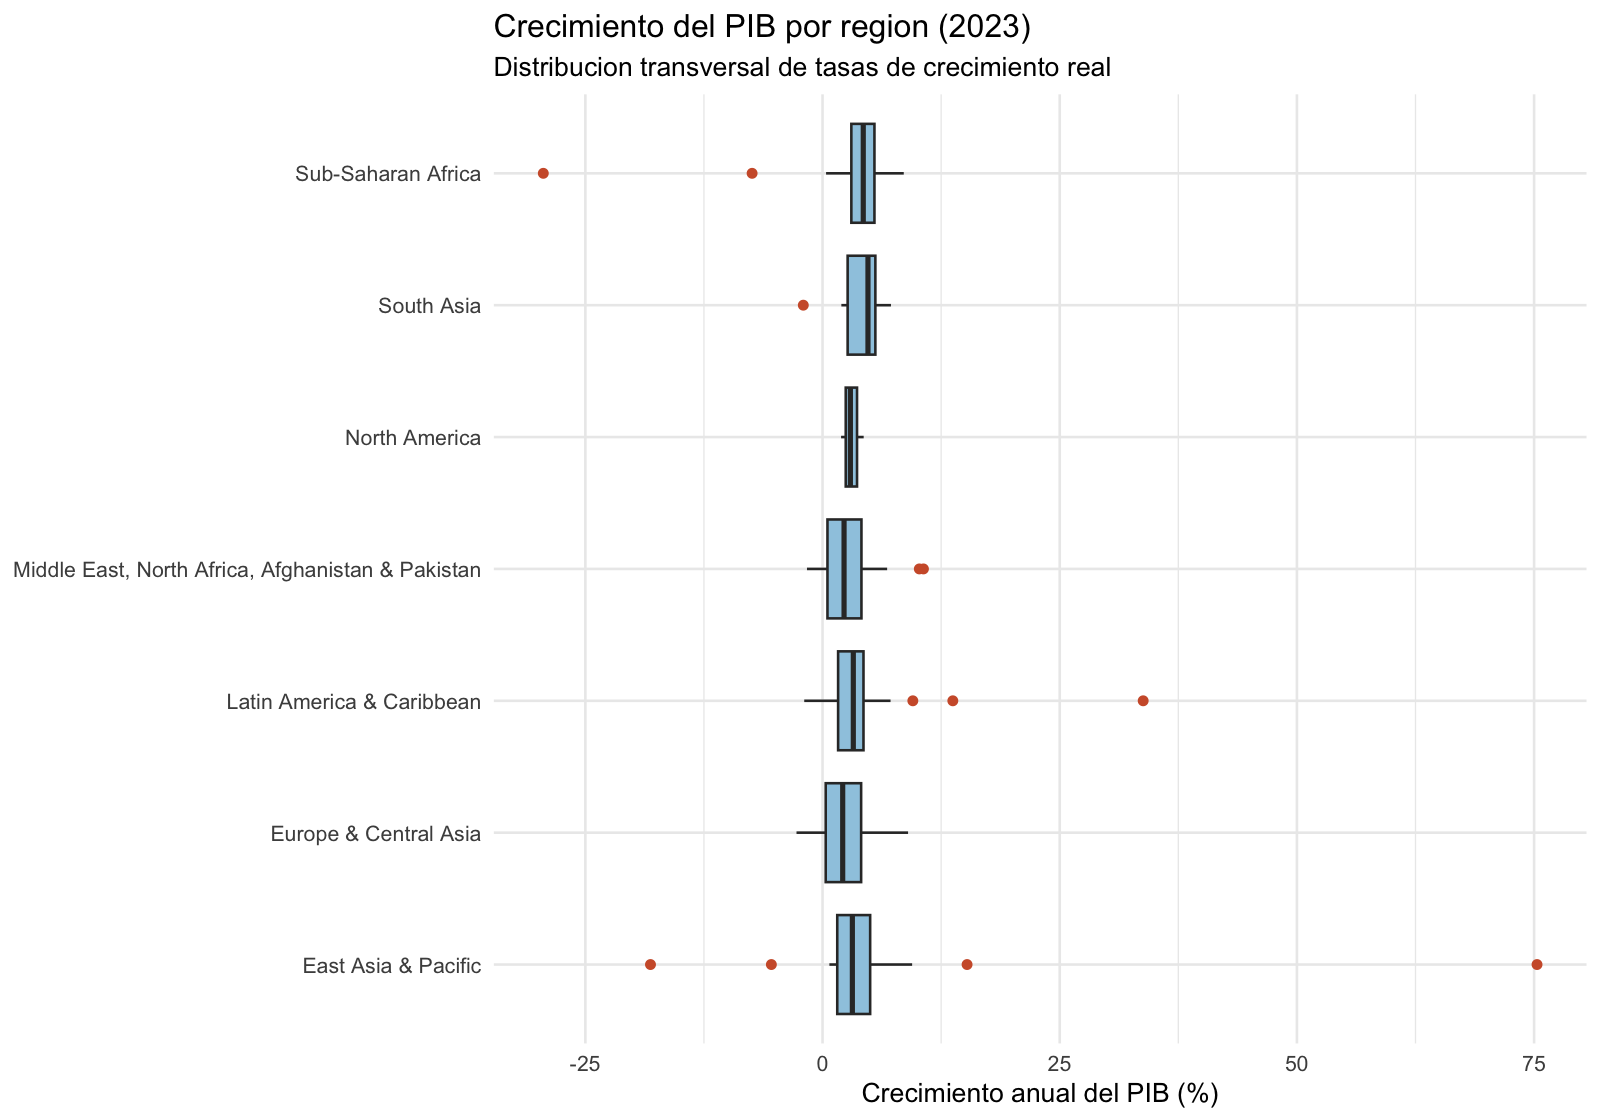 Crecimiento del PIB por region (2023)
Distribucion transversal de tasas de crecimiento real
Sub-Saharan Africa
South Asia
North America
Middle East, North Africa, Afghanistan & Pakistan
Latin America & Caribbean
Europe & Central Asia
East Asia & Pacific
-25 0 25 50 75
Crecimiento anual del PIB (%)